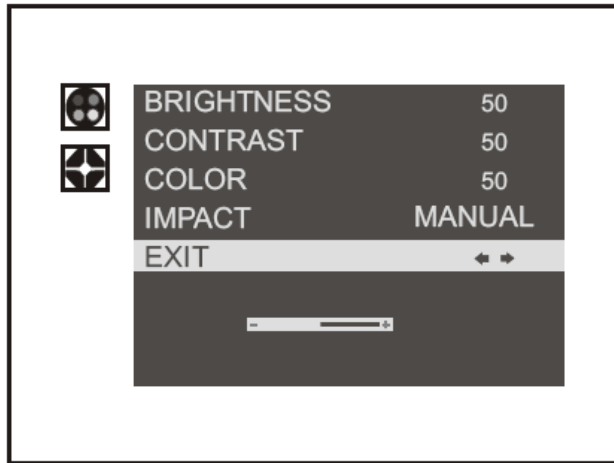 BRIGHTNESS 50
CONTRAST 50
COLOR 50
IMPACT MANUAL
EXIT
- +